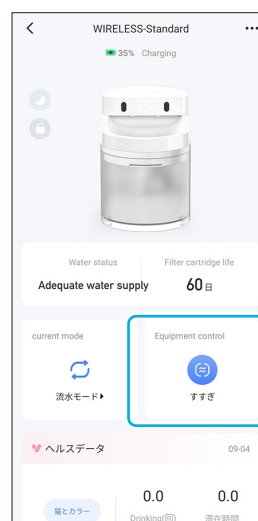 WIRELESS-Standard
35% Charging
Water status Filter cartridge life
Adequate water supply 60日
current mode Equipment control
流水モード すすぎ
ヘルスデータ 09-04
0.0 0.0
猫とカラー Drinking(回) 滞在時間